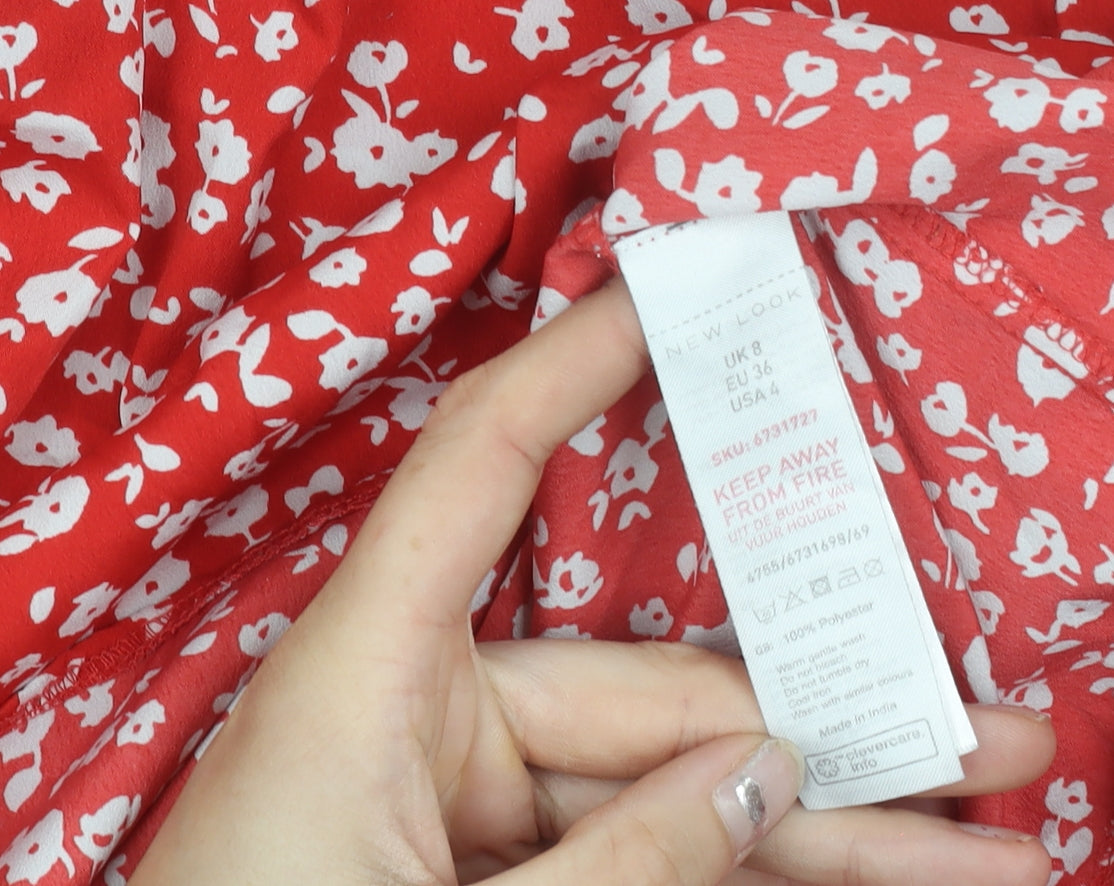 NEW LOOK
UK 8
EU 36
USA 4
SKU: 6731727
KEEP AWAY
FROM FIRE
UIT DE BUURT VAN
VUUR HOUDEN
6755/6731698/69
GB: 100% Polyester
Warm gentle wash
Do not bleach
Do not tumble dry
Cool iron
Wash with similar colours
Made in India
clevercare.
info